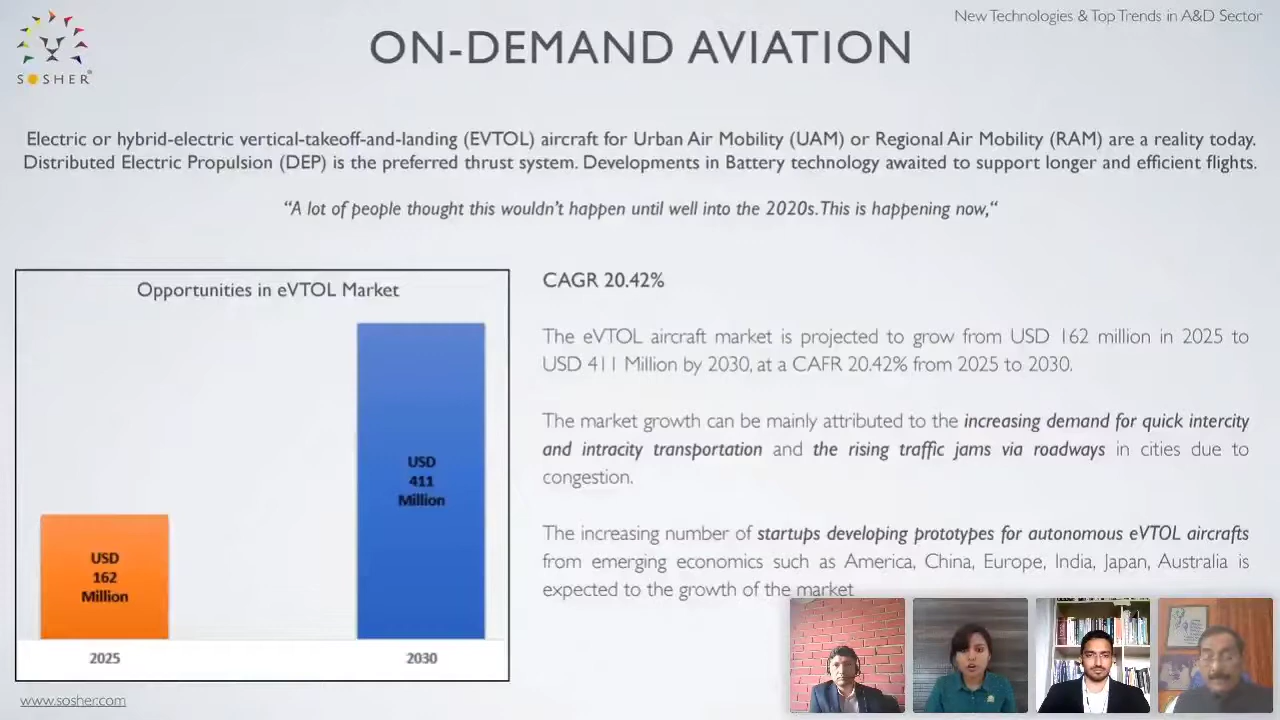 New Technologies & Top Trends in A&D Sector
SOSHER
ON-DEMAND AVIATION
Electric or hybrid-electric vertical-takeoff-and-landing (EVTOL) aircraft for Urban Air Mobility (UAM) or Regional Air Mobility (RAM) are a reality today.
Distributed Electric Propulsion (DEP) is the preferred thrust system. Developments in Battery technology awaited to support longer and efficient flights.
“A lot of people thought this wouldn’t happen until well into the 2020s. This is happening now,“
Opportunities in eVTOL Market
USD
411
Million
USD
162
Million
2025
2030
CAGR 20.42%
The eVTOL aircraft market is projected to grow from USD 162 million in 2025 to
USD 411 Million by 2030, at a CAFR 20.42% from 2025 to 2030.
The market growth can be mainly attributed to the increasing demand for quick intercity
and intracity transportation and the rising traffic jams via roadways in cities due to
congestion.
The increasing number of startups developing prototypes for autonomous eVTOL aircrafts
from emerging economics such as America, China, Europe, India, Japan, Australia is
expected to the growth of the market
www.sosher.com